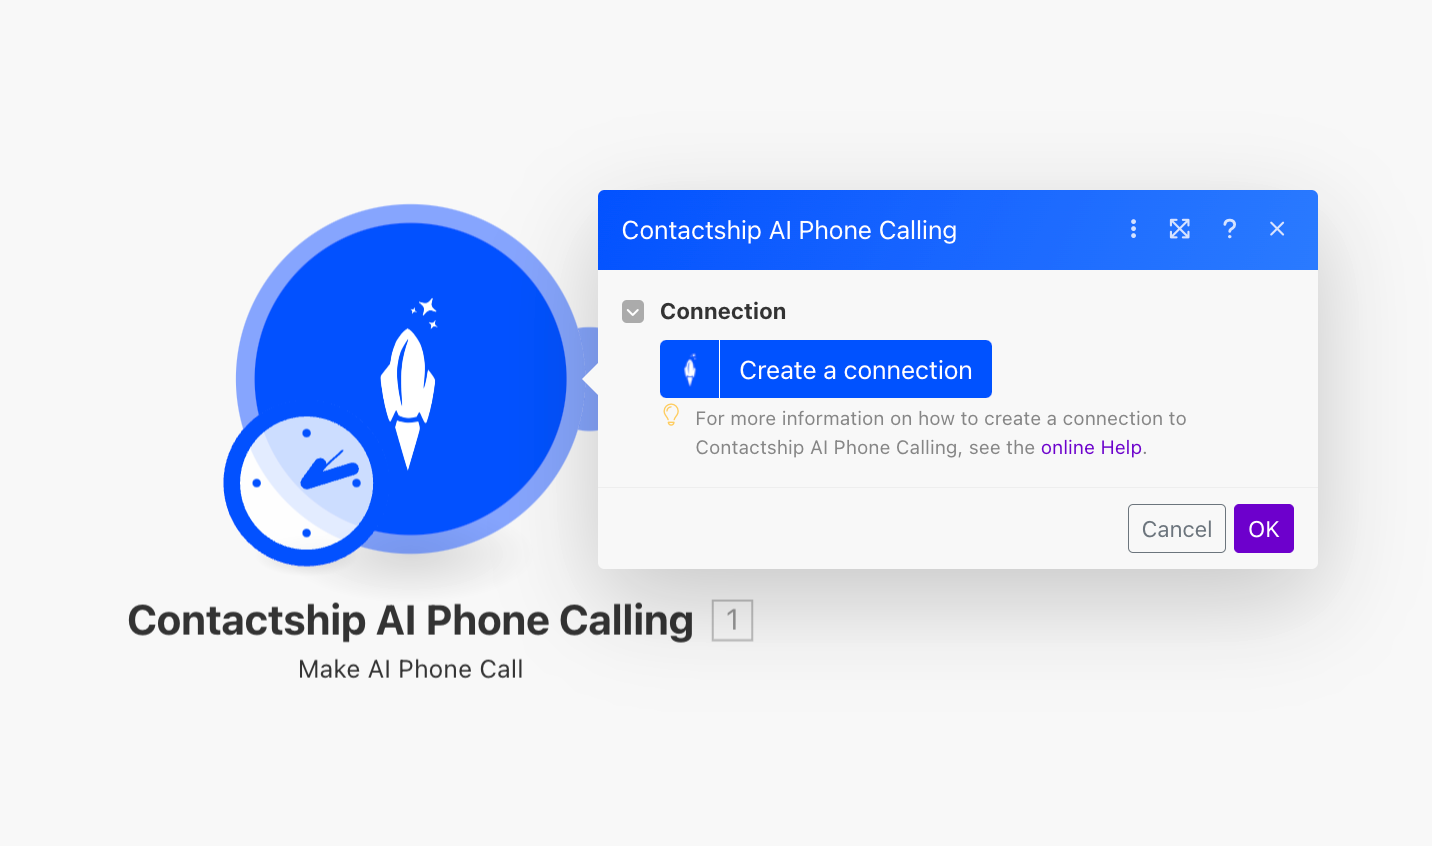 Contactship AI Phone Calling
?
Connection
Create a connection
For more information on how to create a connection to
Contactship AI Phone Calling, see the online Help.
Cancel
OK
Contactship AI Phone Calling 1
Make AI Phone Call